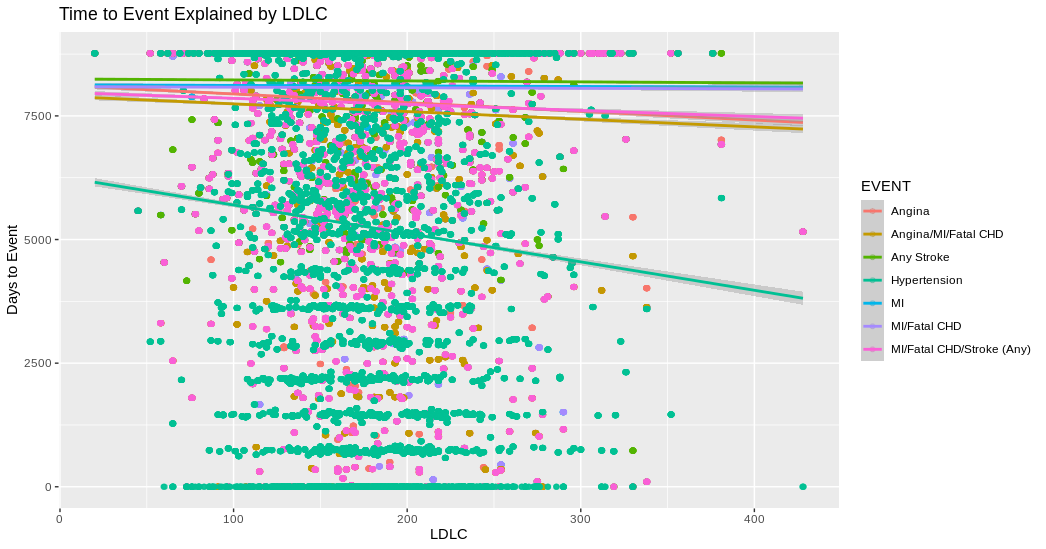 Time to Event Explained by LDLC
Days to Event
7500
5000
2500
0
0
100
200
300
400
LDLC
EVENT
Angina
Angina/MI/Fatal CHD
Any Stroke
Hypertension
MI
MI/Fatal CHD
MI/Fatal CHD/Stroke (Any)